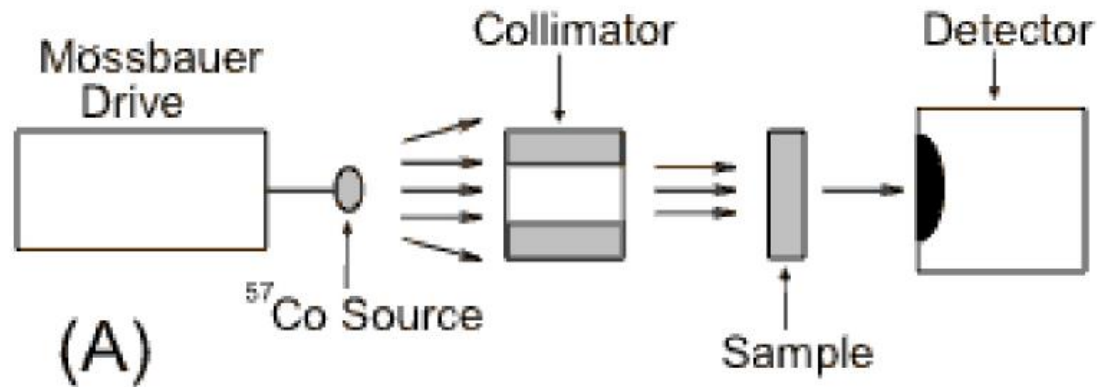 Mössbauer
Drive
Collimator
Detector
⁵⁷Co Source
Sample
(A)